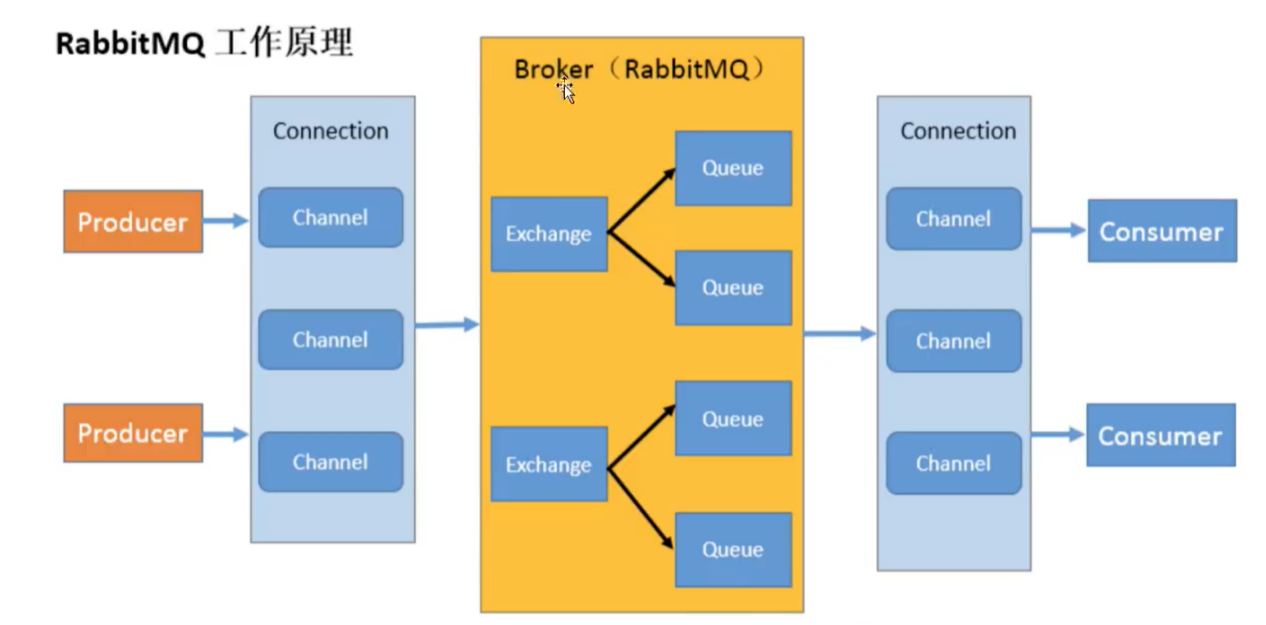 RabbitMQ 工作原理
Broker（RabbitMQ）
Connection
Channel
Channel
Channel
Producer
Producer
Exchange
Queue
Queue
Exchange
Queue
Queue
Connection
Channel
Channel
Channel
Consumer
Consumer